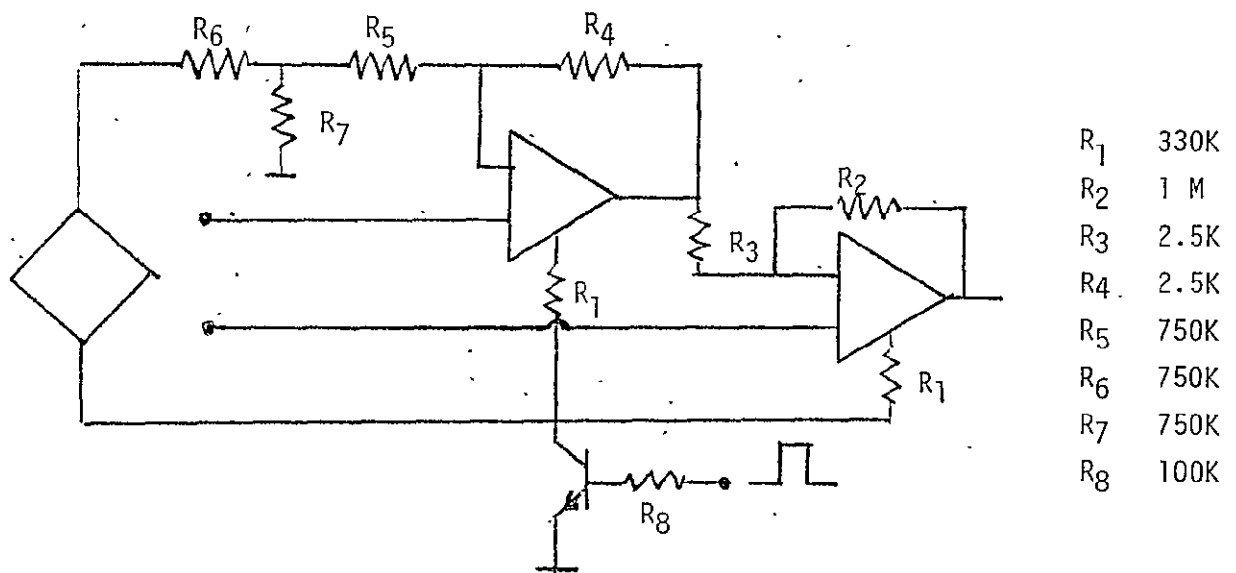 R6
R5
R4
R7
R2
R3
R1
R1
R8
R1 330K
R2 1 M
R3 2.5K
R4 2.5K
R5 750K
R6 750K
R7 750K
R8 100K